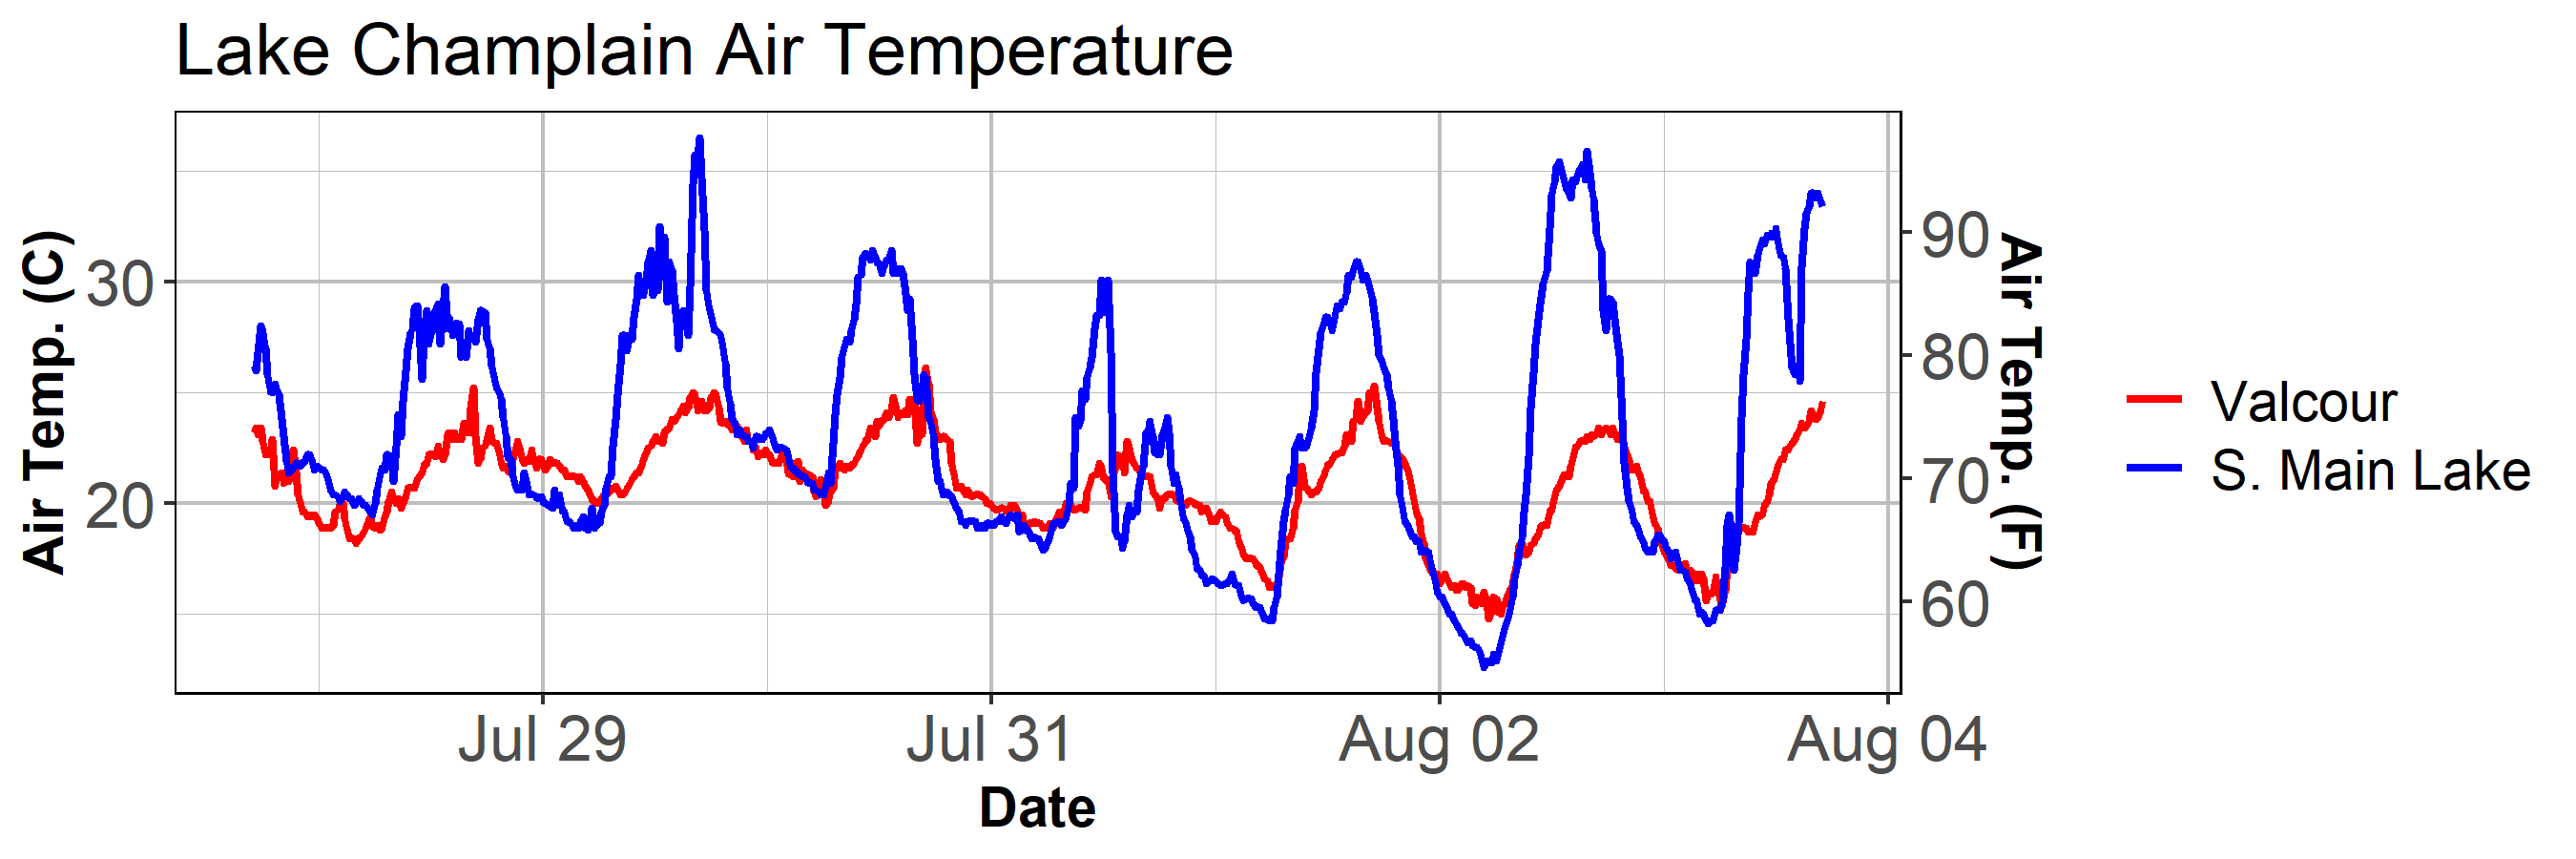 Lake Champlain Air Temperature
Air Temp. (C)
30
20
90
80
70
60
Air Temp. (F)
Valcour
S. Main Lake
Jul 29
Jul 31
Aug 02
Aug 04
Date